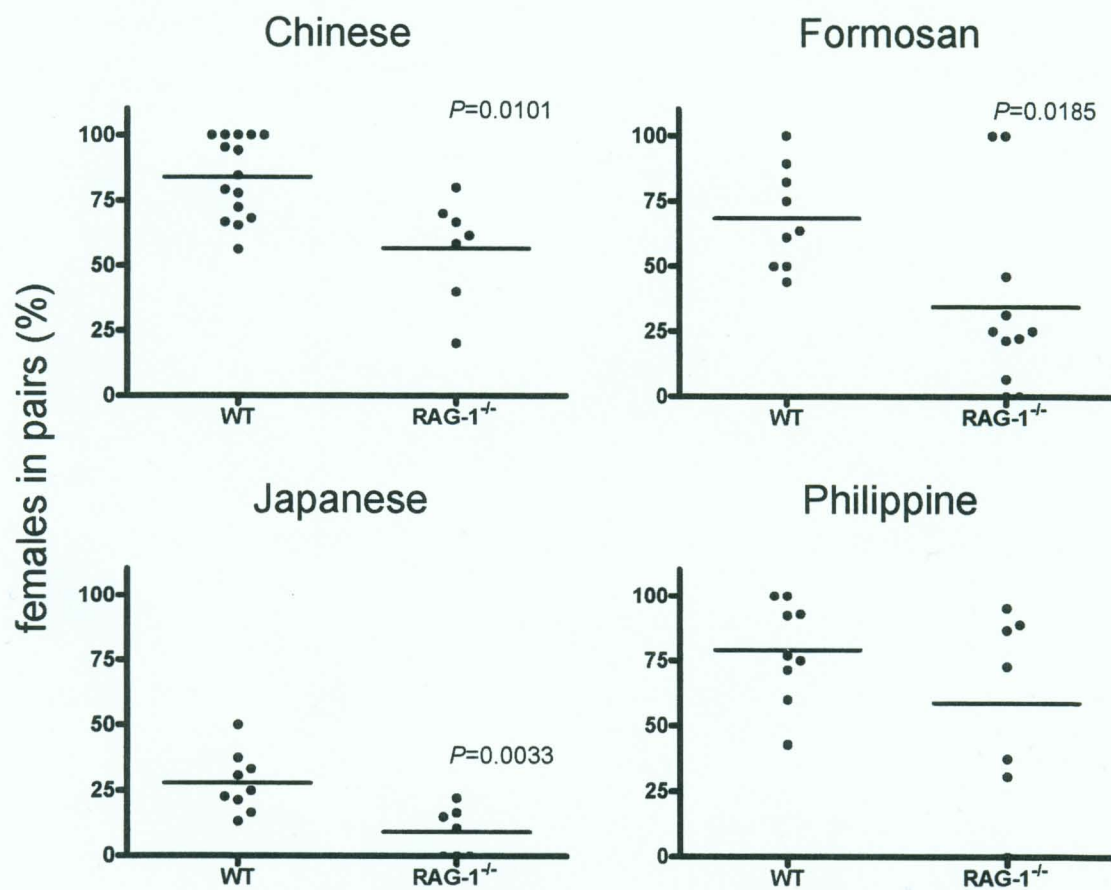 Chinese
P=0.0101
100
75
50
25
0
WT
RAG-1-/-
Formosan
P=0.0185
100
75
50
25
0
WT
RAG-1-/-
females in pairs (%)
Japanese
P=0.0033
100
75
50
25
0
WT
RAG-1-/-
Philippine
100
75
50
25
0
WT
RAG-1-/-